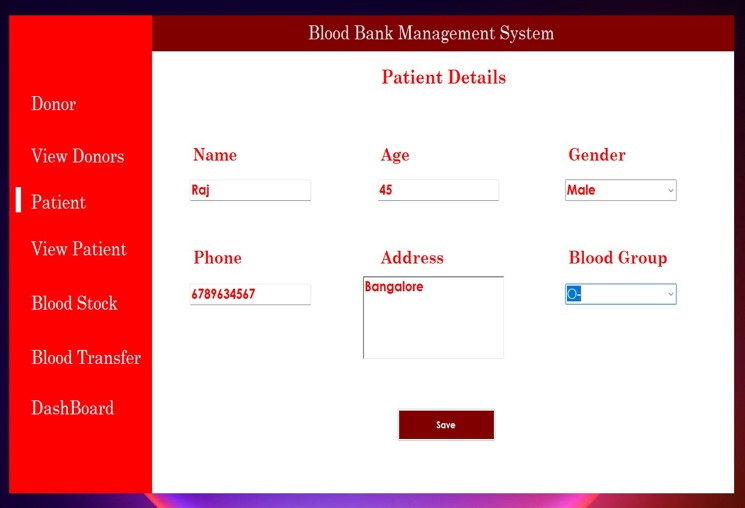 Blood Bank Management System
Patient Details
Donor
View Donors
Patient
View Patient
Blood Stock
Blood Transfer
DashBoard
Name
Age
Gender
Raj
45
Male
Phone
Address
Blood Group
6789634567
Bangalore
O-
Save